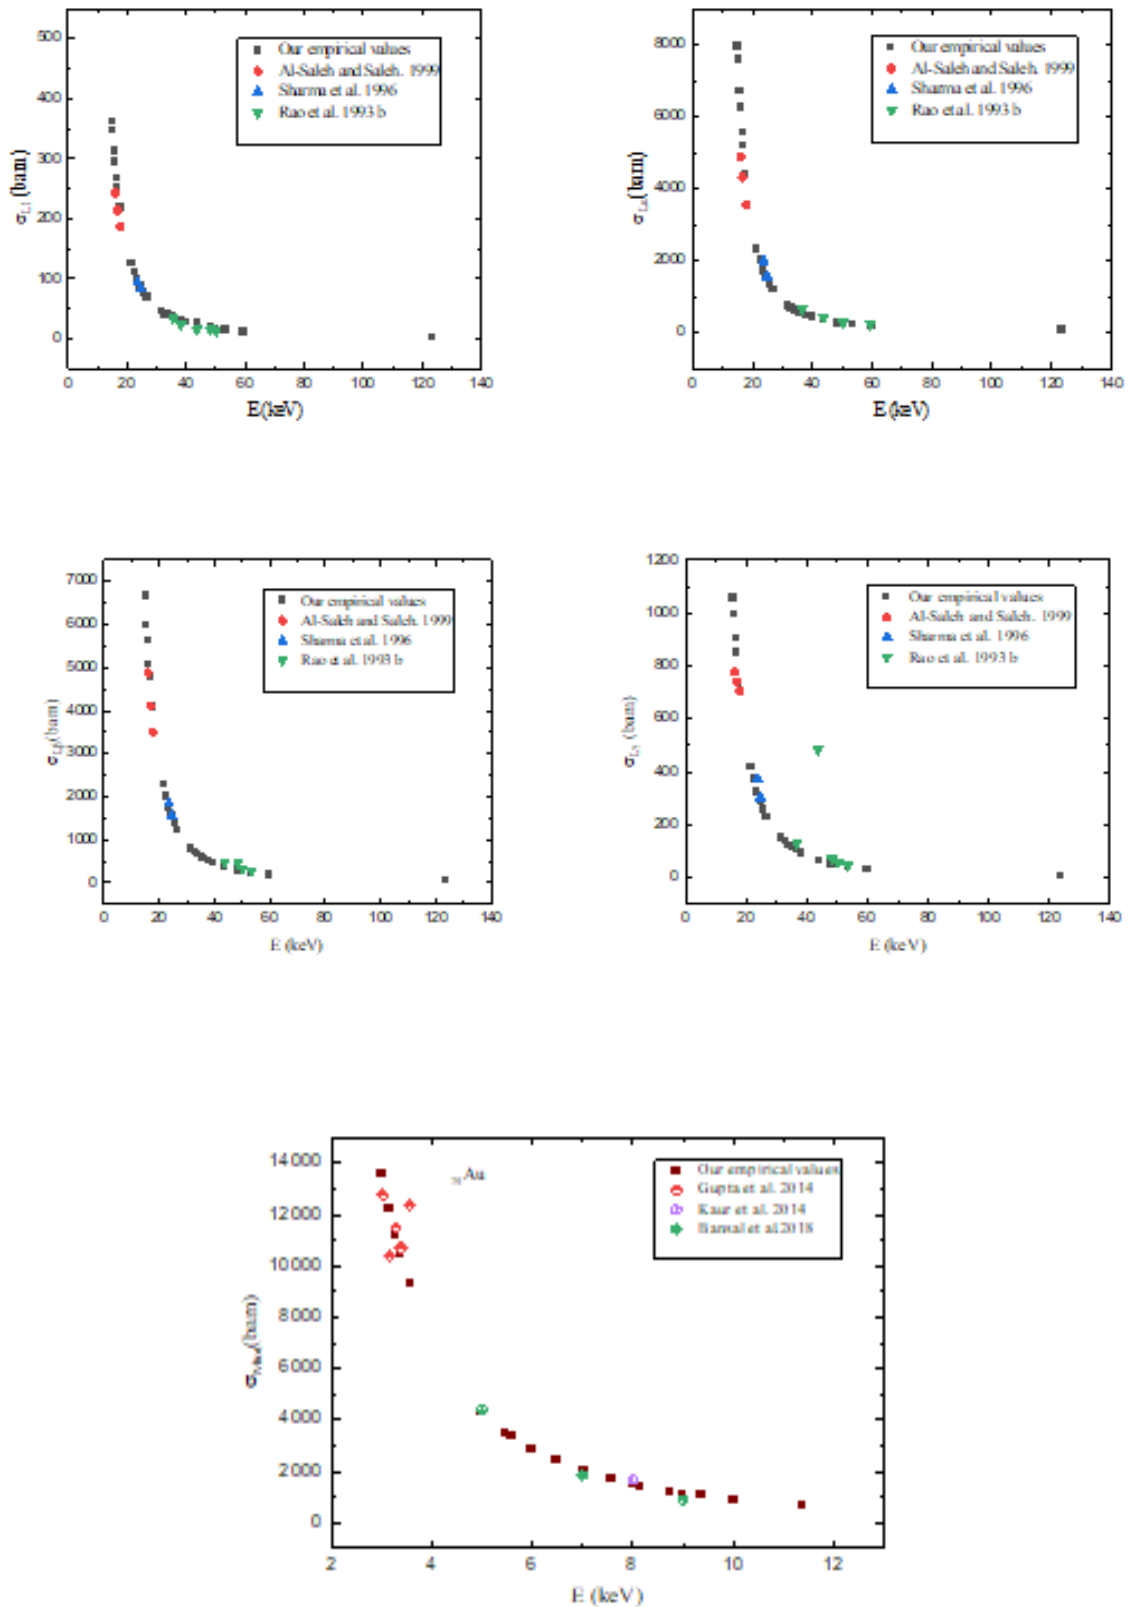 500
400
300
200
100
0
σL1 (barn)
Our empirical values
Al-Saleh and Saleh. 1999
Sharma et al. 1996
Rao et al. 1993 b
0 20 40 60 80 100 120 140
E(keV)
8000
6000
4000
2000
0
(barn)
Our empirical values
Al-Saleh and Saleh. 1999
Sharma et al. 1996
Rao et al. 1993 b
0 20 40 60 80 100 120 140
E(keV)
7000
6000
5000
4000
3000
2000
1000
0
(barn)
Our empirical values
Al-Saleh and Saleh. 1999
Sharma et al. 1996
Rao et al. 1993 b
0 20 40 60 80 100 120 140
E (keV)
1200
1000
800
600
400
200
0
(barn)
Our empirical values
Al-Saleh and Saleh. 1999
Sharma et al. 1996
Rao et al. 1993 b
0 20 40 60 80 100 120 140
E (keV)
14000
12000
10000
8000
6000
4000
2000
0
(barn)
Au
Our empirical values
Gupta et al. 2014
Kaur et al. 2014
Bansal et al.2018
2 4 6 8 10 12
E (keV)